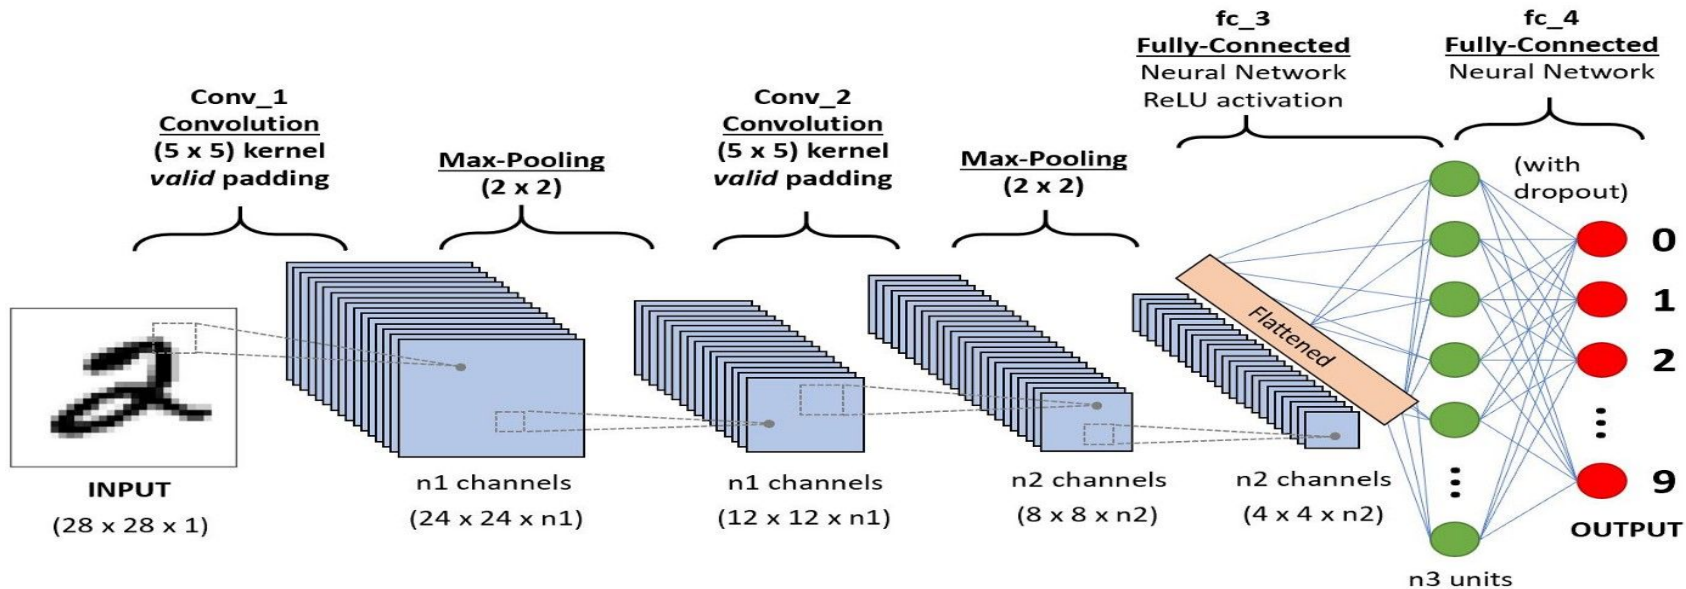 Conv_1
Convolution
(5 x 5) kernel
valid padding
Max-Pooling
(2 x 2)
Conv_2
Convolution
(5 x 5) kernel
valid padding
Max-Pooling
(2 x 2)
fc_3
Fully-Connected
Neural Network
ReLU activation
fc_4
Fully-Connected
Neural Network
(with
dropout)
Flattened
0
1
2
9
OUTPUT
INPUT
(28 x 28 x 1)
n1 channels
(24 x 24 x n1)
n1 channels
(12 x 12 x n1)
n2 channels
(8 x 8 x n2)
n2 channels
(4 x 4 x n2)
n3 units
2